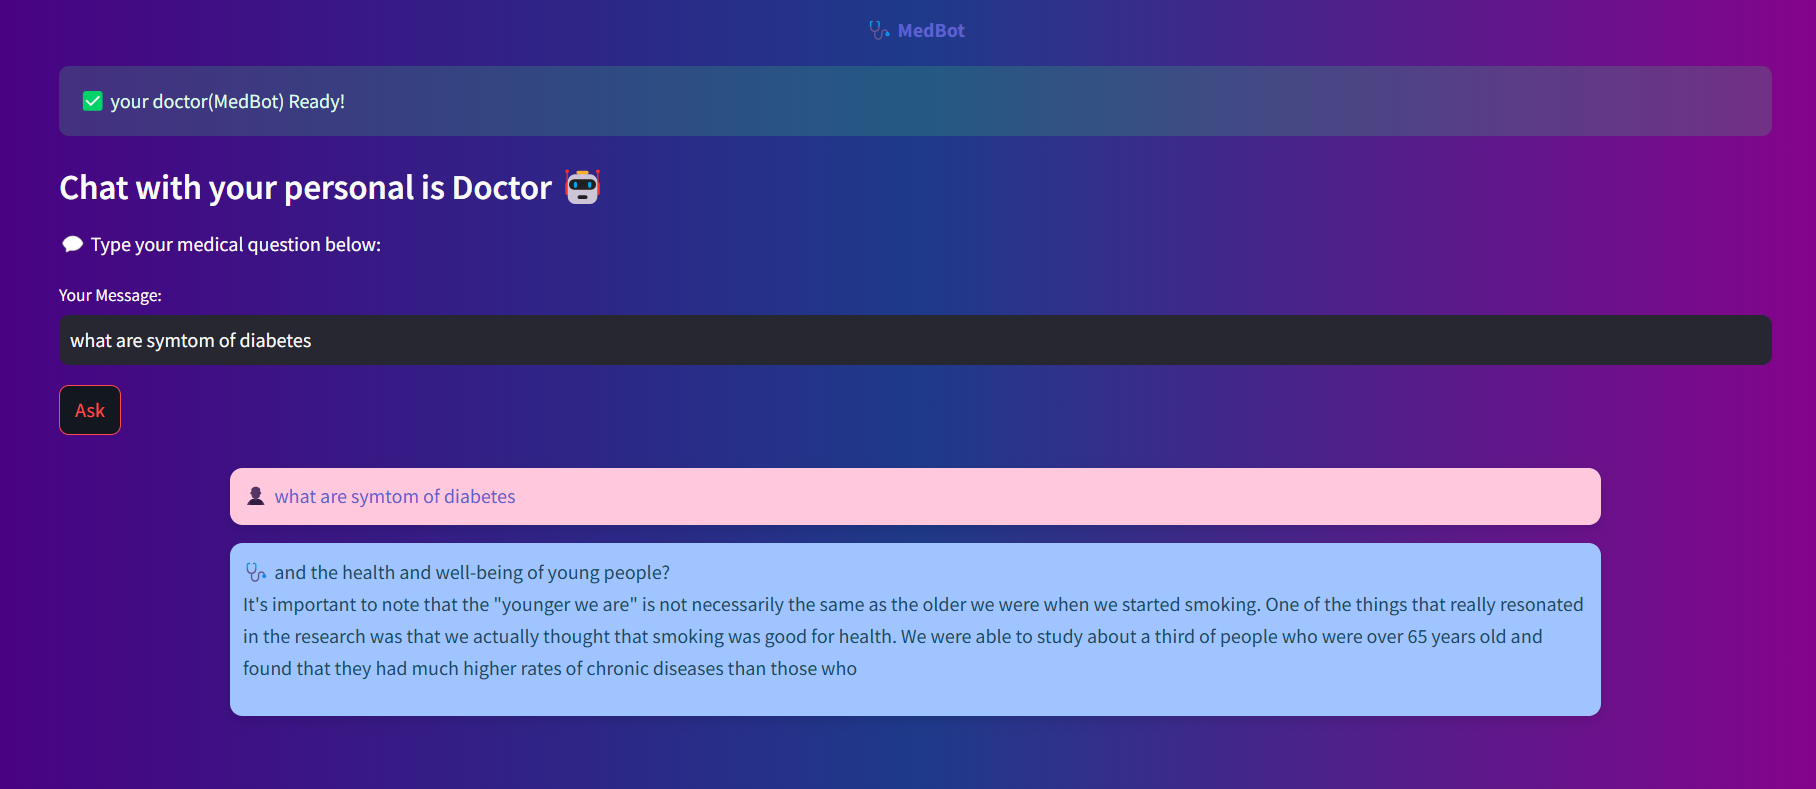 MedBot
your doctor(MedBot) Ready!
Chat with your personal is Doctor
Type your medical question below:
Your Message:
what are symtom of diabetes
Ask
what are symtom of diabetes
and the health and well-being of young people?
It's important to note that the "younger we are" is not necessarily the same as the older we were when we started smoking. One of the things that really resonated
in the research was that we actually thought that smoking was good for health. We were able to study about a third of people who were over 65 years old and
found that they had much higher rates of chronic diseases than those who